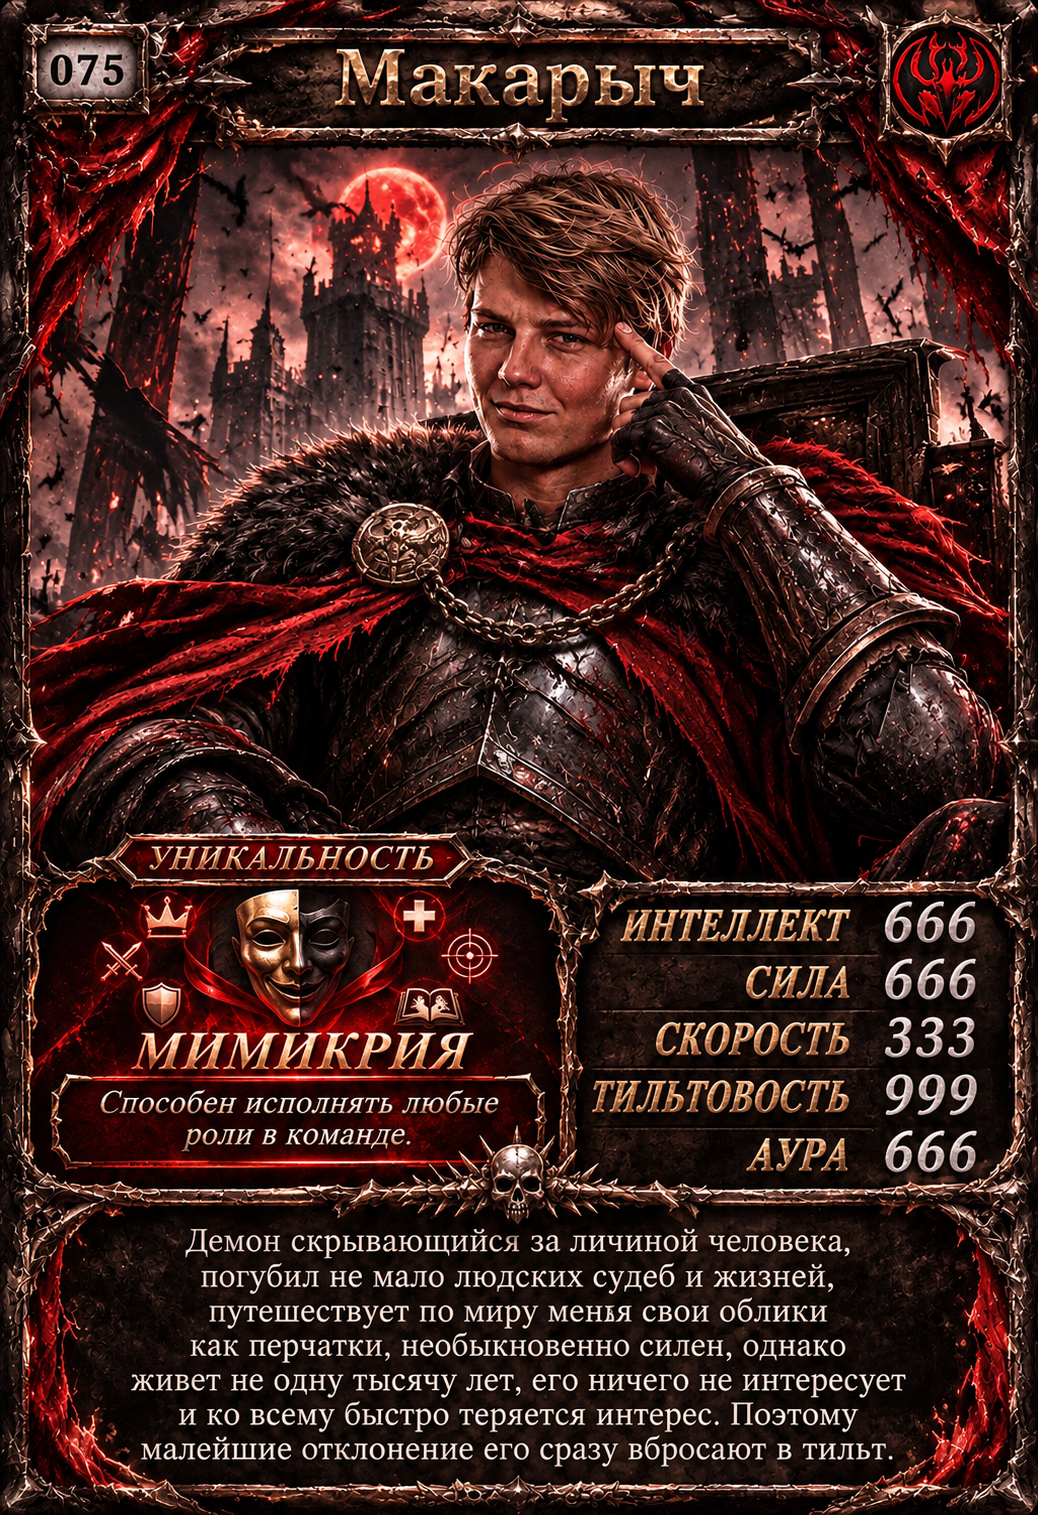 075
Макарыч
УНИКАЛЬНОСТЬ
МИМИКРИЯ
Способен исполнять любые
роли в команде.
ИНТЕЛЛЕКТ 666
СИЛА 666
СКОРОСТЬ 333
ТИЛЬТОВОСТЬ 999
АУРА 666
Демон скрывающийся за личиной человека,
погубил не мало людских судеб и жизней,
путешествует по миру меняя свои облики
как перчатки, необыкновенно силен, однако
живет не одну тысячу лет, его ничего не интересует
и ко всему быстро теряется интерес. Поэтому
малейшие отклонение его сразу вбросают в тильт.